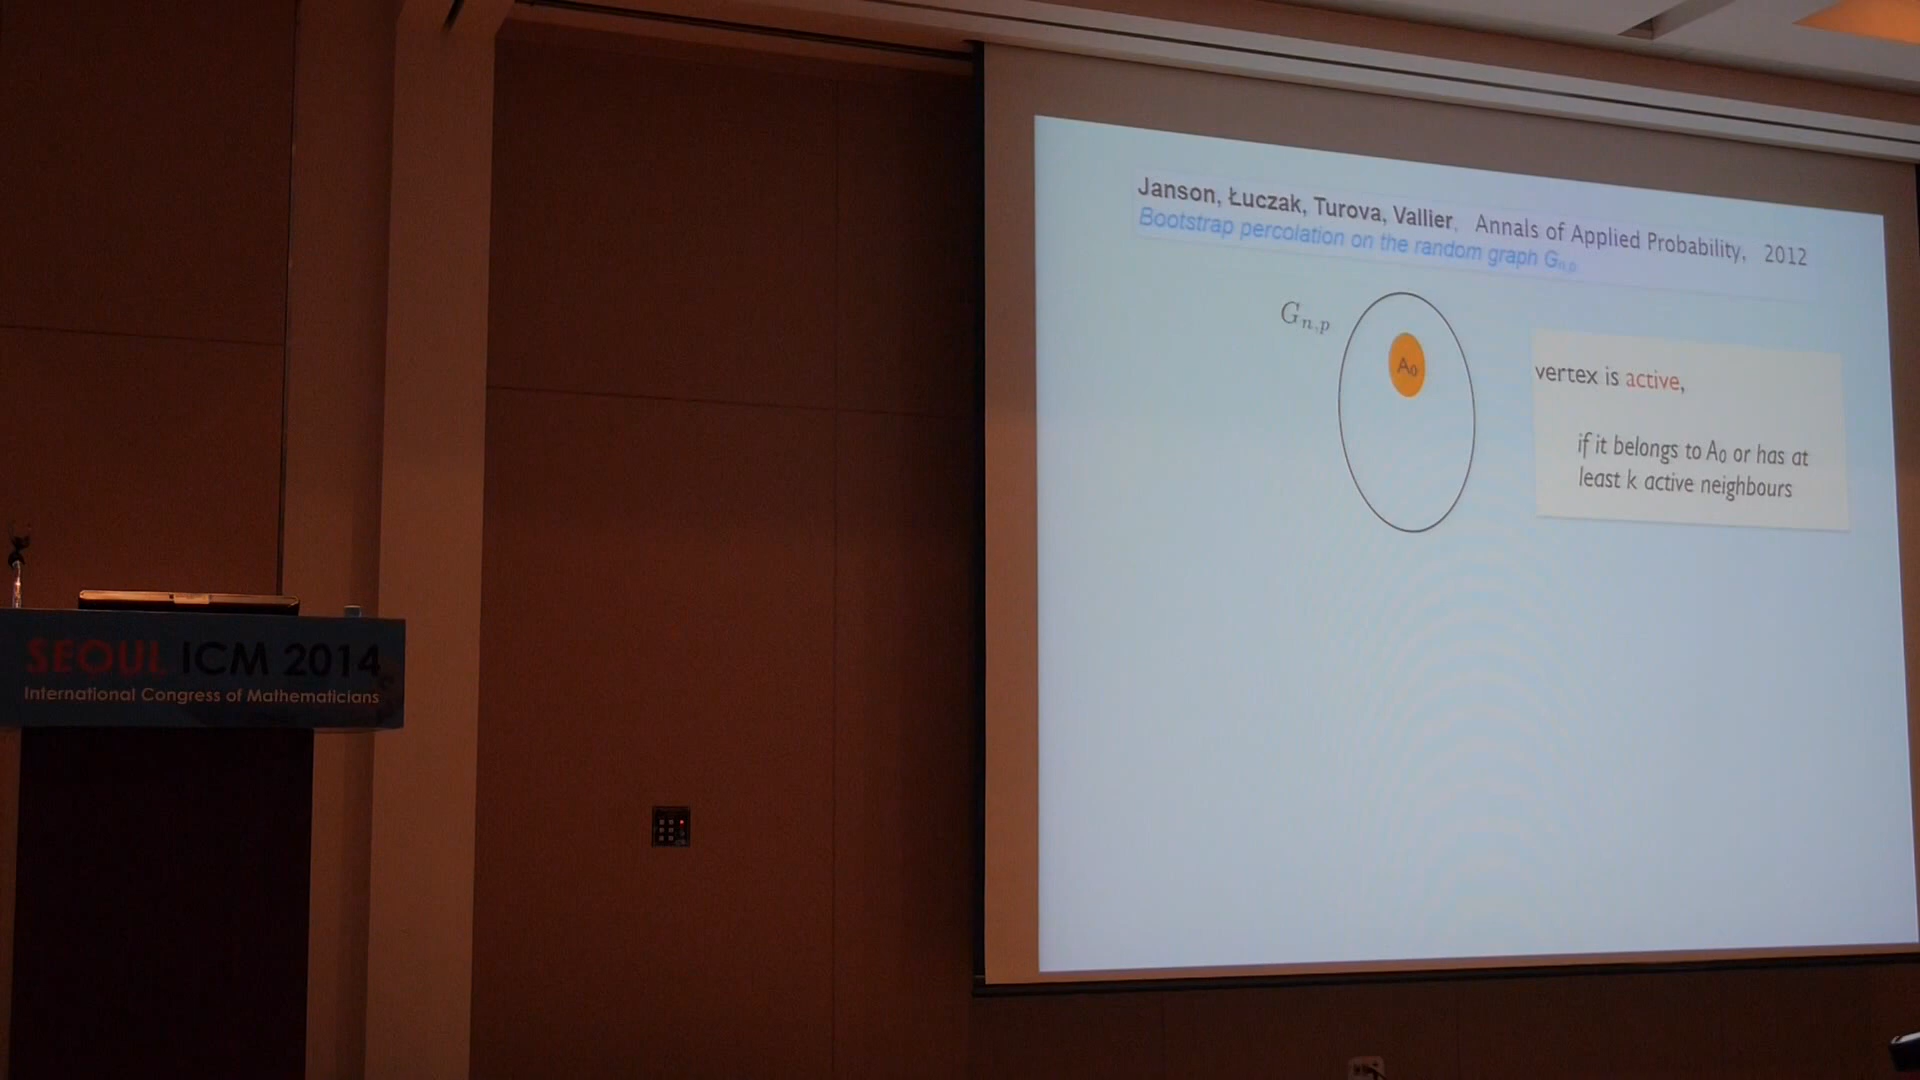 Janson, Łuczak, Turova, Vallier, Annals of Applied Probability, 2012
Bootstrap percolation on the random graph Gn,p
Gn,p
A0
vertex is active,
if it belongs to A0 or has at
least k active neighbours
SEOUL ICM 2014
International Congress of Mathematicians